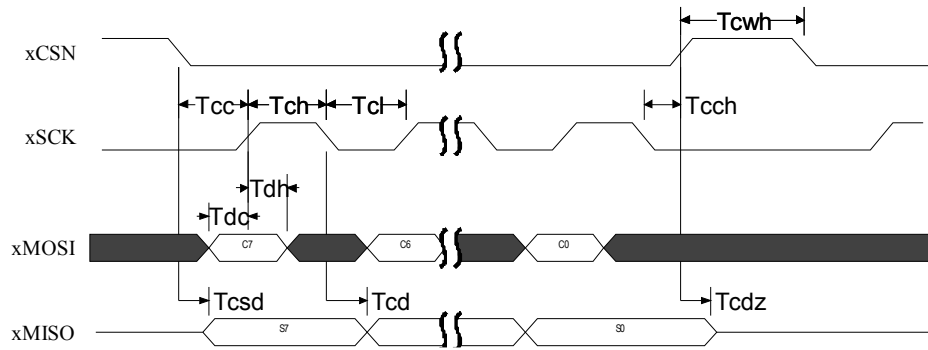 Tcwh
xCSN
Tcc Tch Tcl Tcch
xSCK
Tdh
Tdc
xMOSI C7 C6 C0
Tcsd Tcd Tcdz
xMISO S7 S0